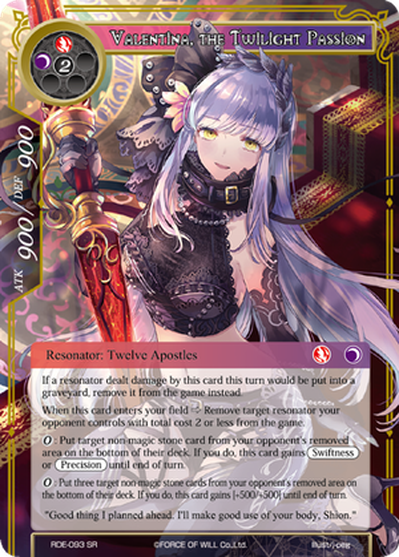 Valentina, the Twilight Passion
2
ATK 900 / DEF 900
Resonator: Twelve Apostles
If a resonator dealt damage by this card this turn would be put into a
graveyard, remove it from the game instead.
When this card enters your field ⇨ Remove target resonator your
opponent controls with total cost 2 or less from the game.
0 : Put target non-magic stone card from your opponent's removed
area on the bottom of their deck. If you do, this card gains Swiftness
or Precision until end of turn.
0 : Put three target non-magic stone cards from your opponent's removed area on
the bottom of their deck. If you do, this card gains [+500/+500] until end of turn.
"Good thing I planned ahead. I'll make good use of your body, Shion."
RDE-093 SR ©FORCE OF WILL Co.,Ltd.